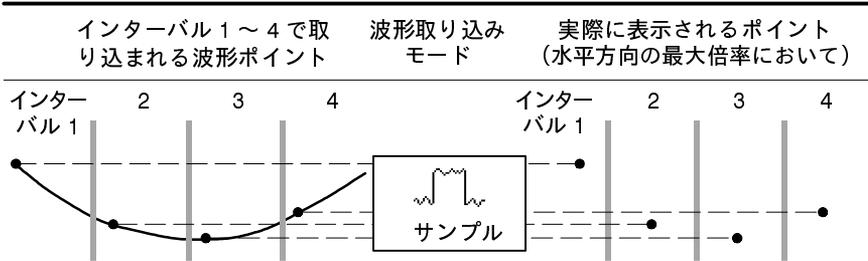 インターバル1～4で取
り込まれる波形ポイント
波形取り込み
モード
実際に表示されるポイント
（水平方向の最大倍率において）
インター
バル1
2
3
4
インター
バル1
2
3
4
サンプル